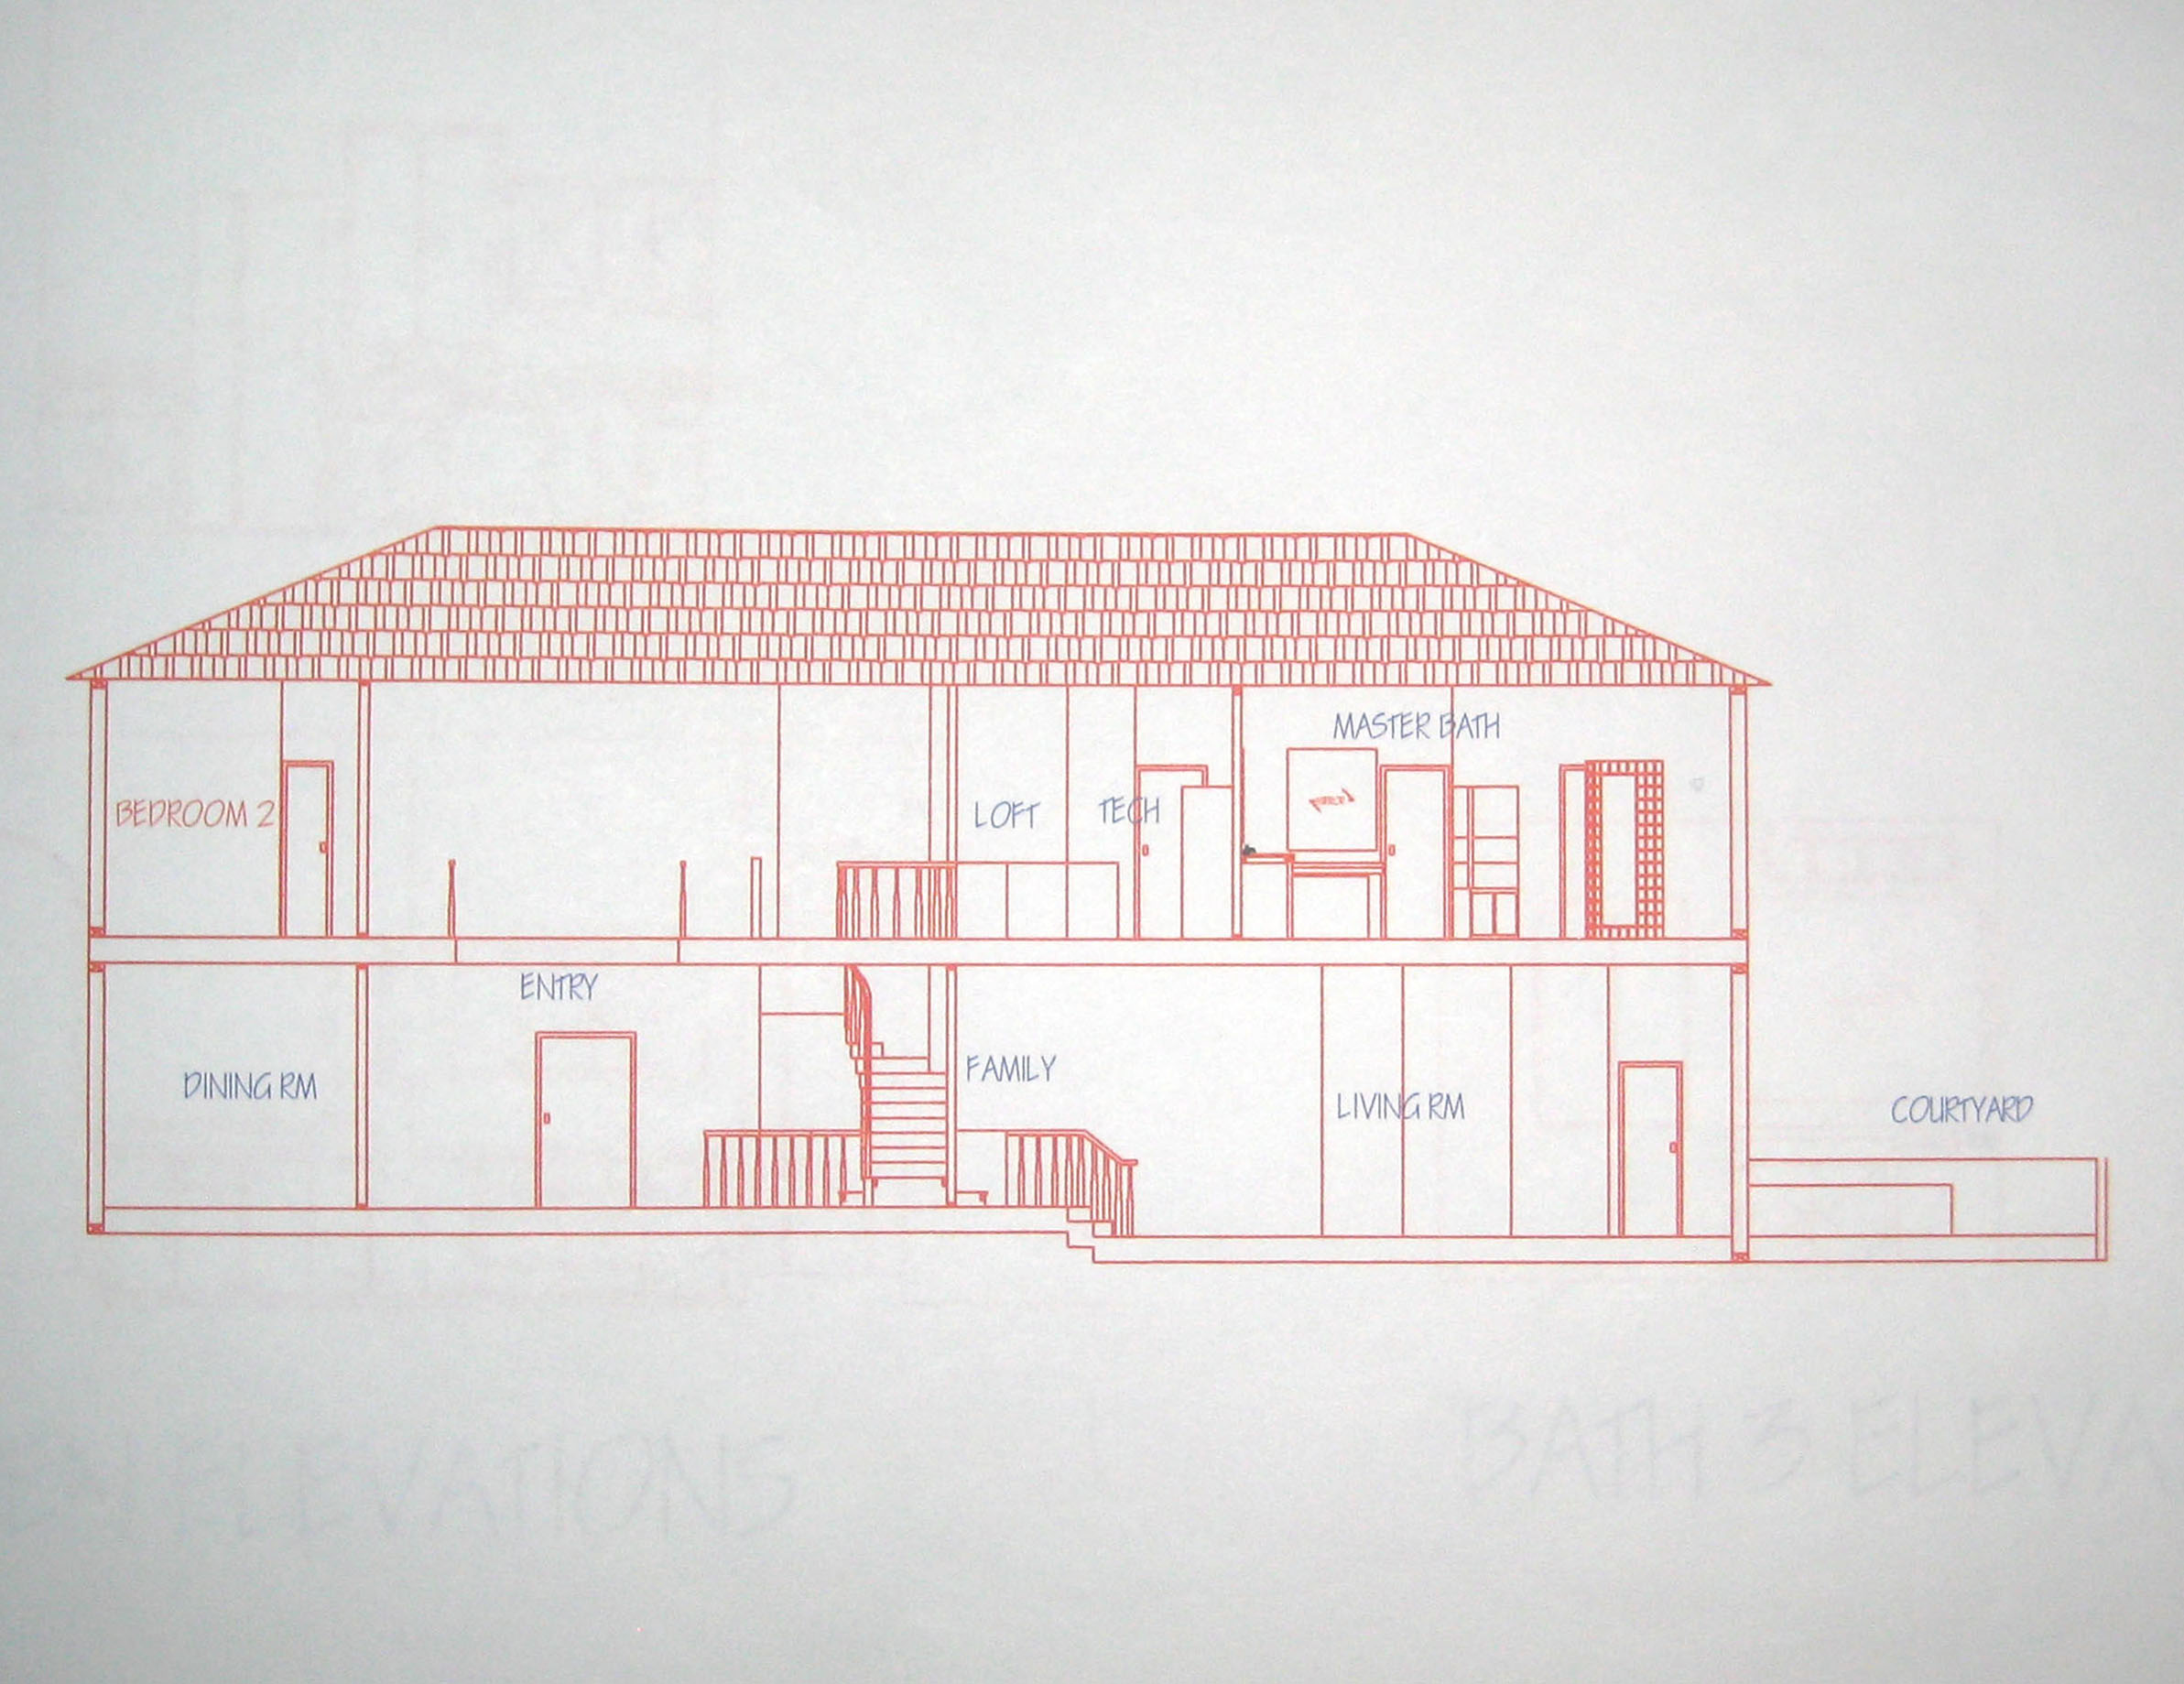 MASTER BATH
BEDROOM 2
LOFT
TECH
ENTRY
DINING RM
FAMILY
LIVING RM
COURTYARD
ELEVATIONS
BATH 3 ELEVA